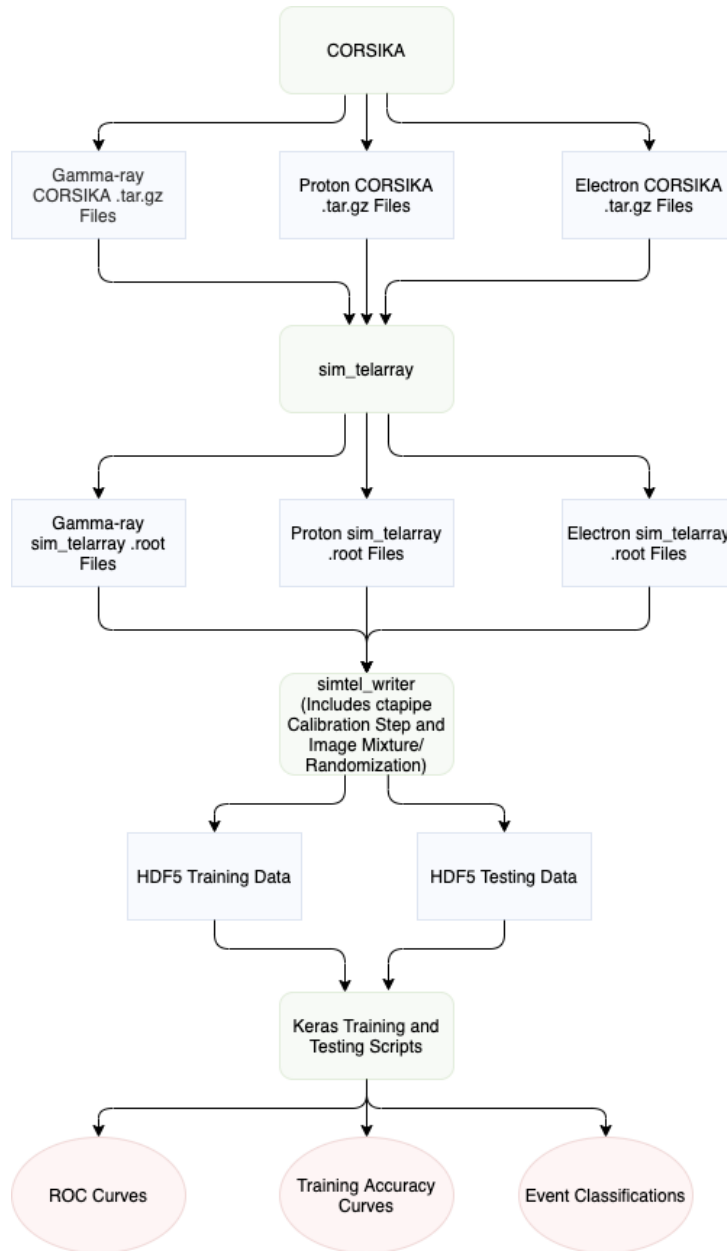 CORSIKA
Gamma-ray
CORSIKA .tar.gz
Files
Proton CORSIKA
.tar.gz Files
Electron CORSIKA
.tar.gz Files
sim_telarray
Gamma-ray
sim_telarray .root
Files
Proton sim_telarray
.root Files
Electron sim_telarray
.root Files
simtel_writer
(Includes ctapipe
Calibration Step and
Image Mixture/
Randomization)
HDF5 Training Data
HDF5 Testing Data
Keras Training and
Testing Scripts
ROC Curves
Training Accuracy
Curves
Event Classifications